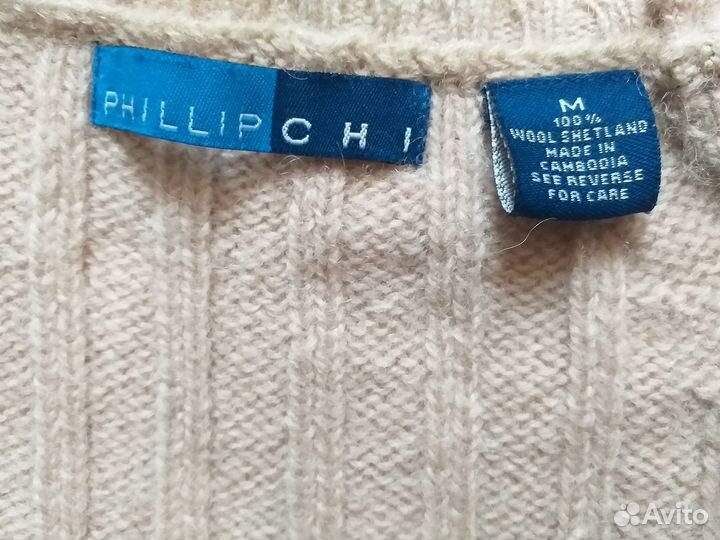 PHILLIP CHI
M
100%
WOOL SHETLAND
MADE IN
CAMBODIA
SEE REVERSE
FOR CARE
Avito